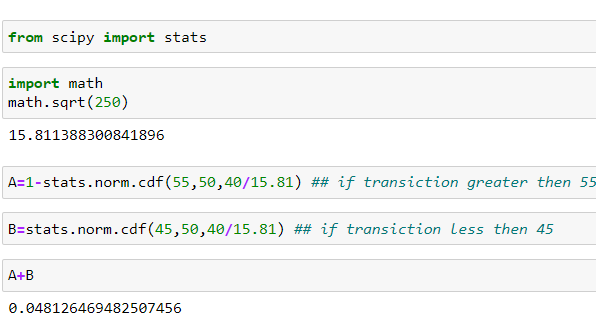 from scipy import stats
import math
math.sqrt(250)
15.811388300841896
A=1-stats.norm.cdf(55,50,40/15.81) ## if transiction greater then 55
B=stats.norm.cdf(45,50,40/15.81) ## if transiction less then 45
A+B
0.048126469482507456